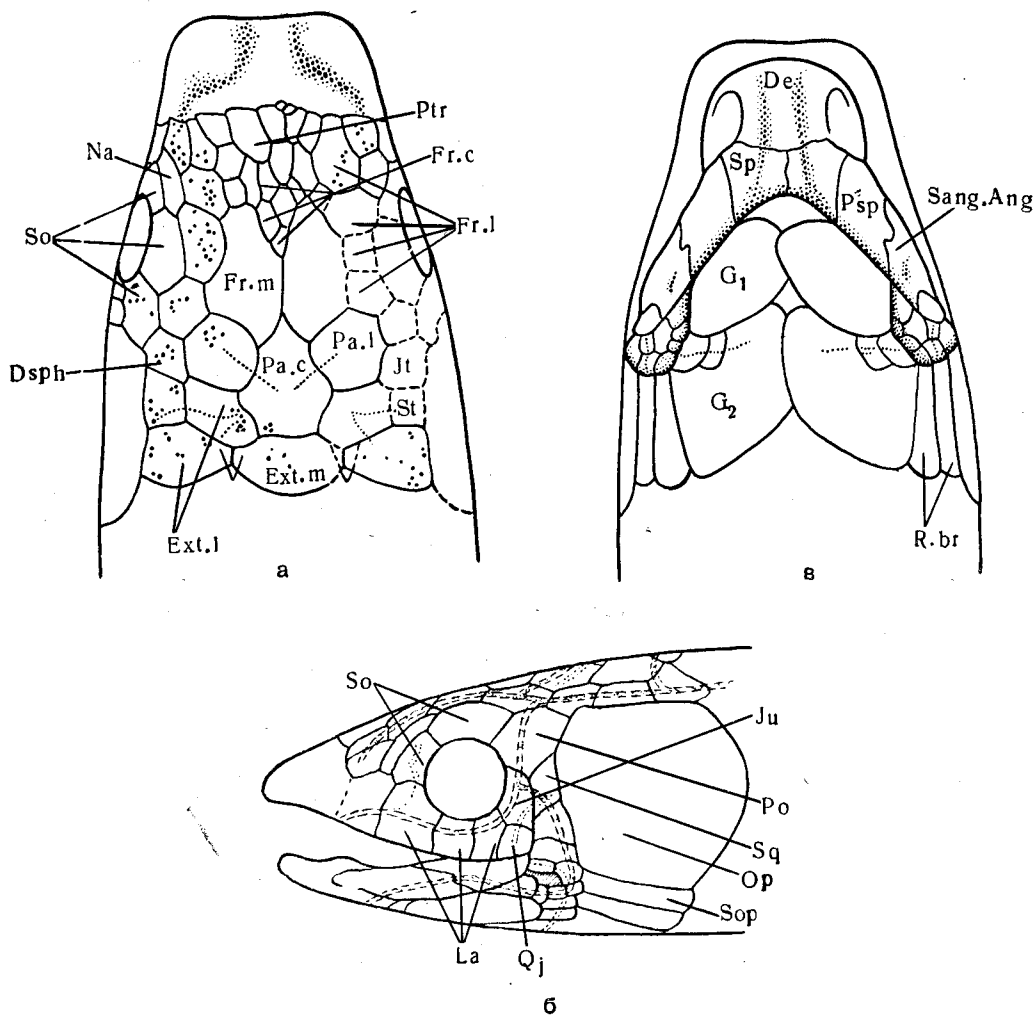 Ptr
Na
Fr.c
So
Fr.l
Fr.m
Pa.l
Dsph
Pa.c
Jt
St
Ext.m
Ext.l
а
De
Sp
P'sp
Sang.Ang
G₁
G₂
R.br
в
So
Ju
Po
Sq
Op
Sop
La
Qj
б